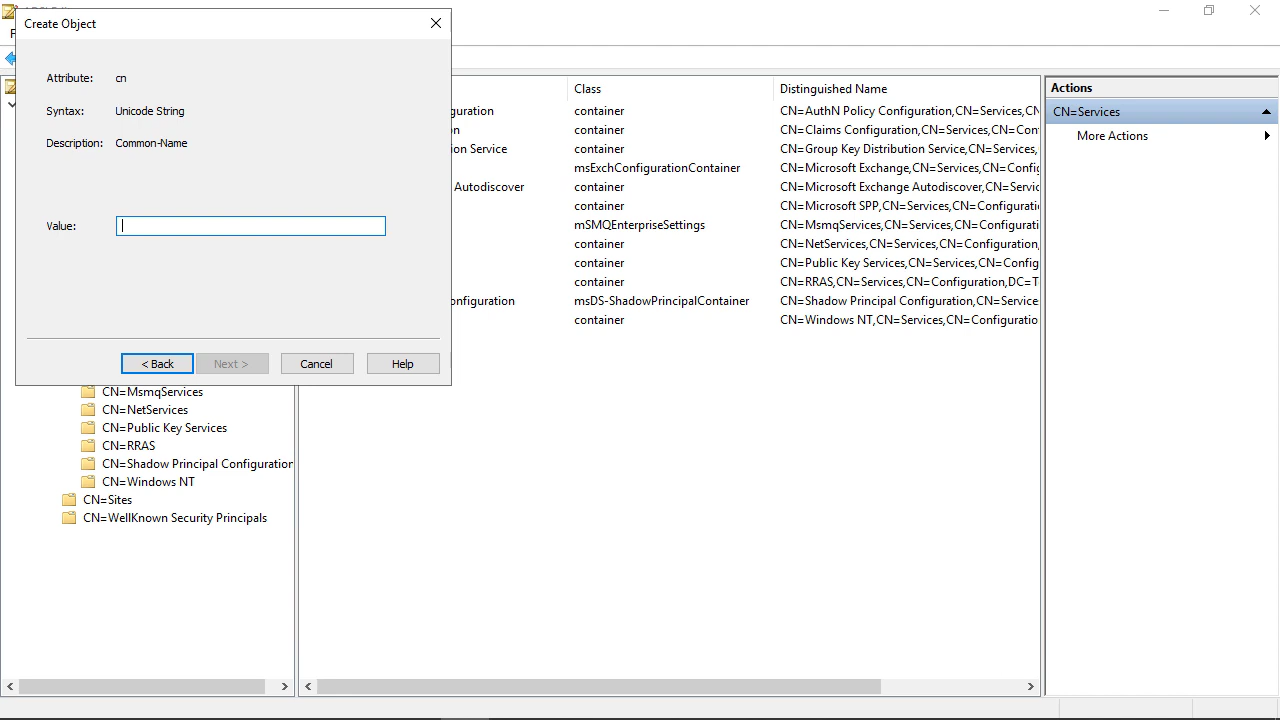 Create Object
Attribute: cn
Syntax: Unicode String
Description: Common-Name
Value:
< Back
Next >
Cancel
Help
CN=MsmqServices
CN=NetServices
CN=Public Key Services
CN=RRAS
CN=Shadow Principal Configuration
CN=Windows NT
CN=Sites
CN=WellKnown Security Principals
Class Distinguished Name
guration container CN=AuthN Policy Configuration,CN=Services,CN
on container CN=Claims Configuration,CN=Services,CN=Con
ion Service container CN=Group Key Distribution Service,CN=Services,
msExchConfigurationContainer CN=Microsoft Exchange,CN=Services,CN=Config
Autodiscover container CN=Microsoft Exchange Autodiscover,CN=Servic
container CN=Microsoft SPP,CN=Services,CN=Configuratio
mSMQEnterpriseSettings CN=MsmqServices,CN=Services,CN=Configurati
container CN=NetServices,CN=Services,CN=Configuration,
container CN=Public Key Services,CN=Services,CN=Config
container CN=RRAS,CN=Services,CN=Configuration,DC=T
onfiguration msDS-ShadowPrincipalContainer CN=Shadow Principal Configuration,CN=Service
container CN=Windows NT,CN=Services,CN=Configuratio
Actions
CN=Services
More Actions